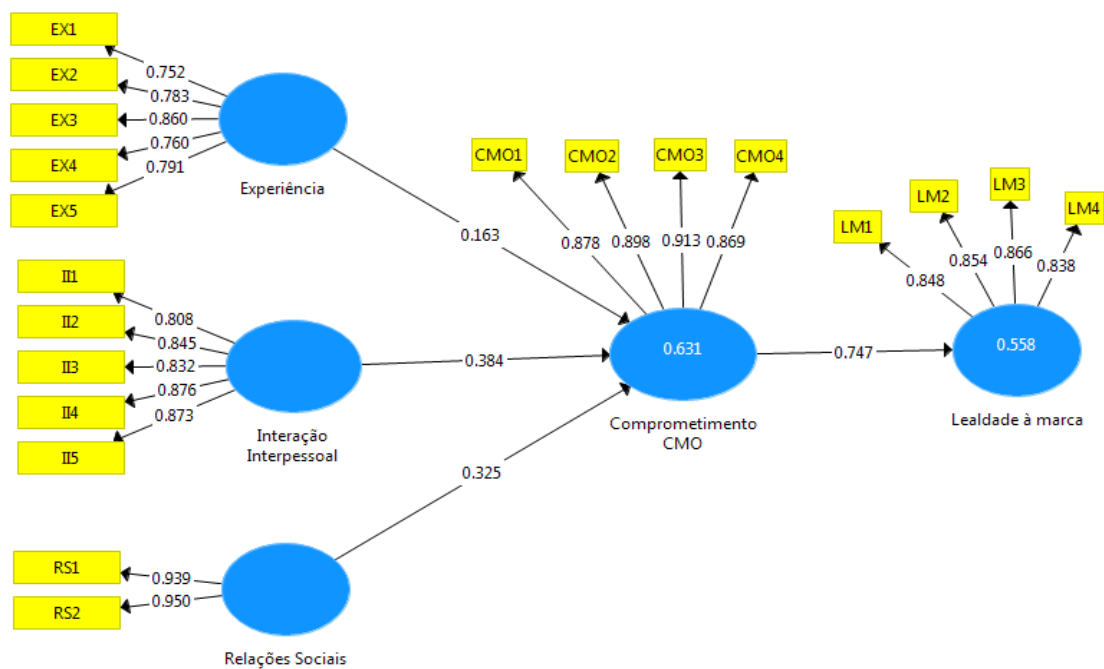 EX1
EX2
EX3
EX4
EX5
0.752
0.783
0.860
0.760
0.791
Experiência
0.163
II1
II2
II3
II4
II5
0.808
0.845
0.832
0.876
0.873
Interação
Interpessoal
0.384
RS1
RS2
0.939
0.950
Relações Sociais
0.325
CMO1
CMO2
CMO3
CMO4
0.878
0.898
0.913
0.869
0.631
Comprometimento
CMO
0.747
LM1
LM2
LM3
LM4
0.848
0.854
0.866
0.838
0.558
Lealdade à marca